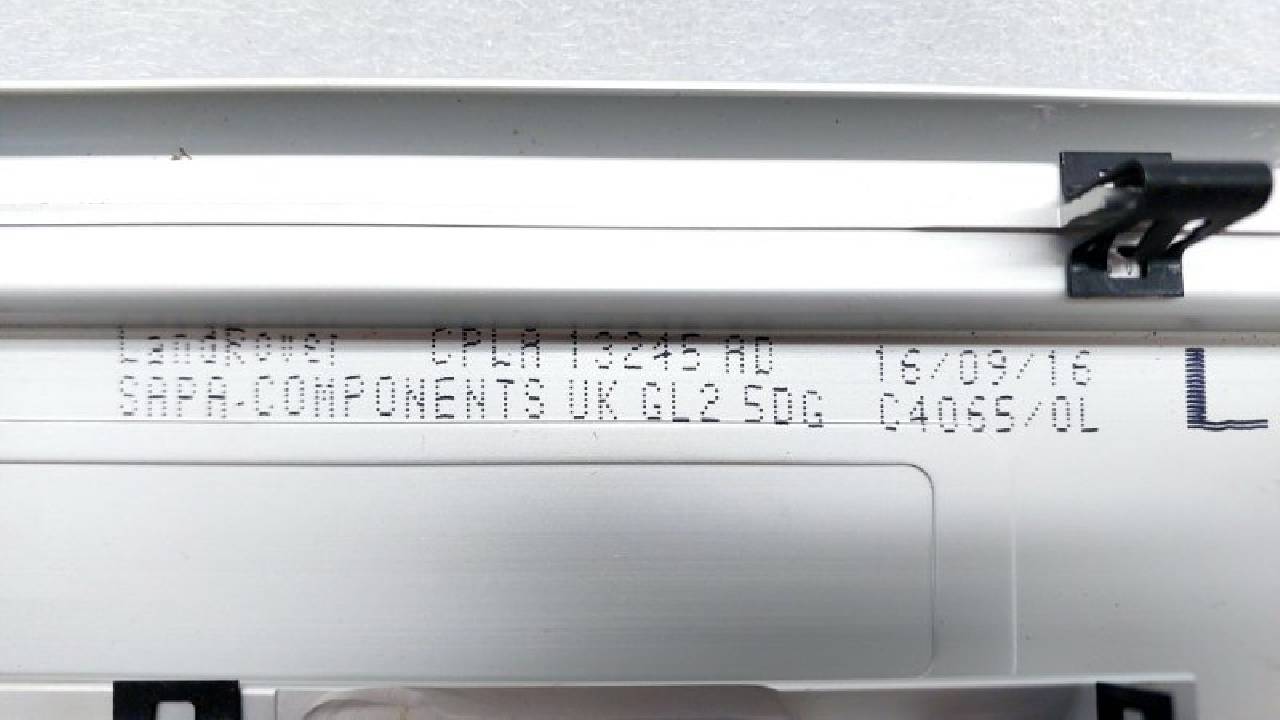 LandRover CPLA 13245 AD 16/09/16
SAPA-COMPONENTS UK GL2 5DG C4065/0L
L